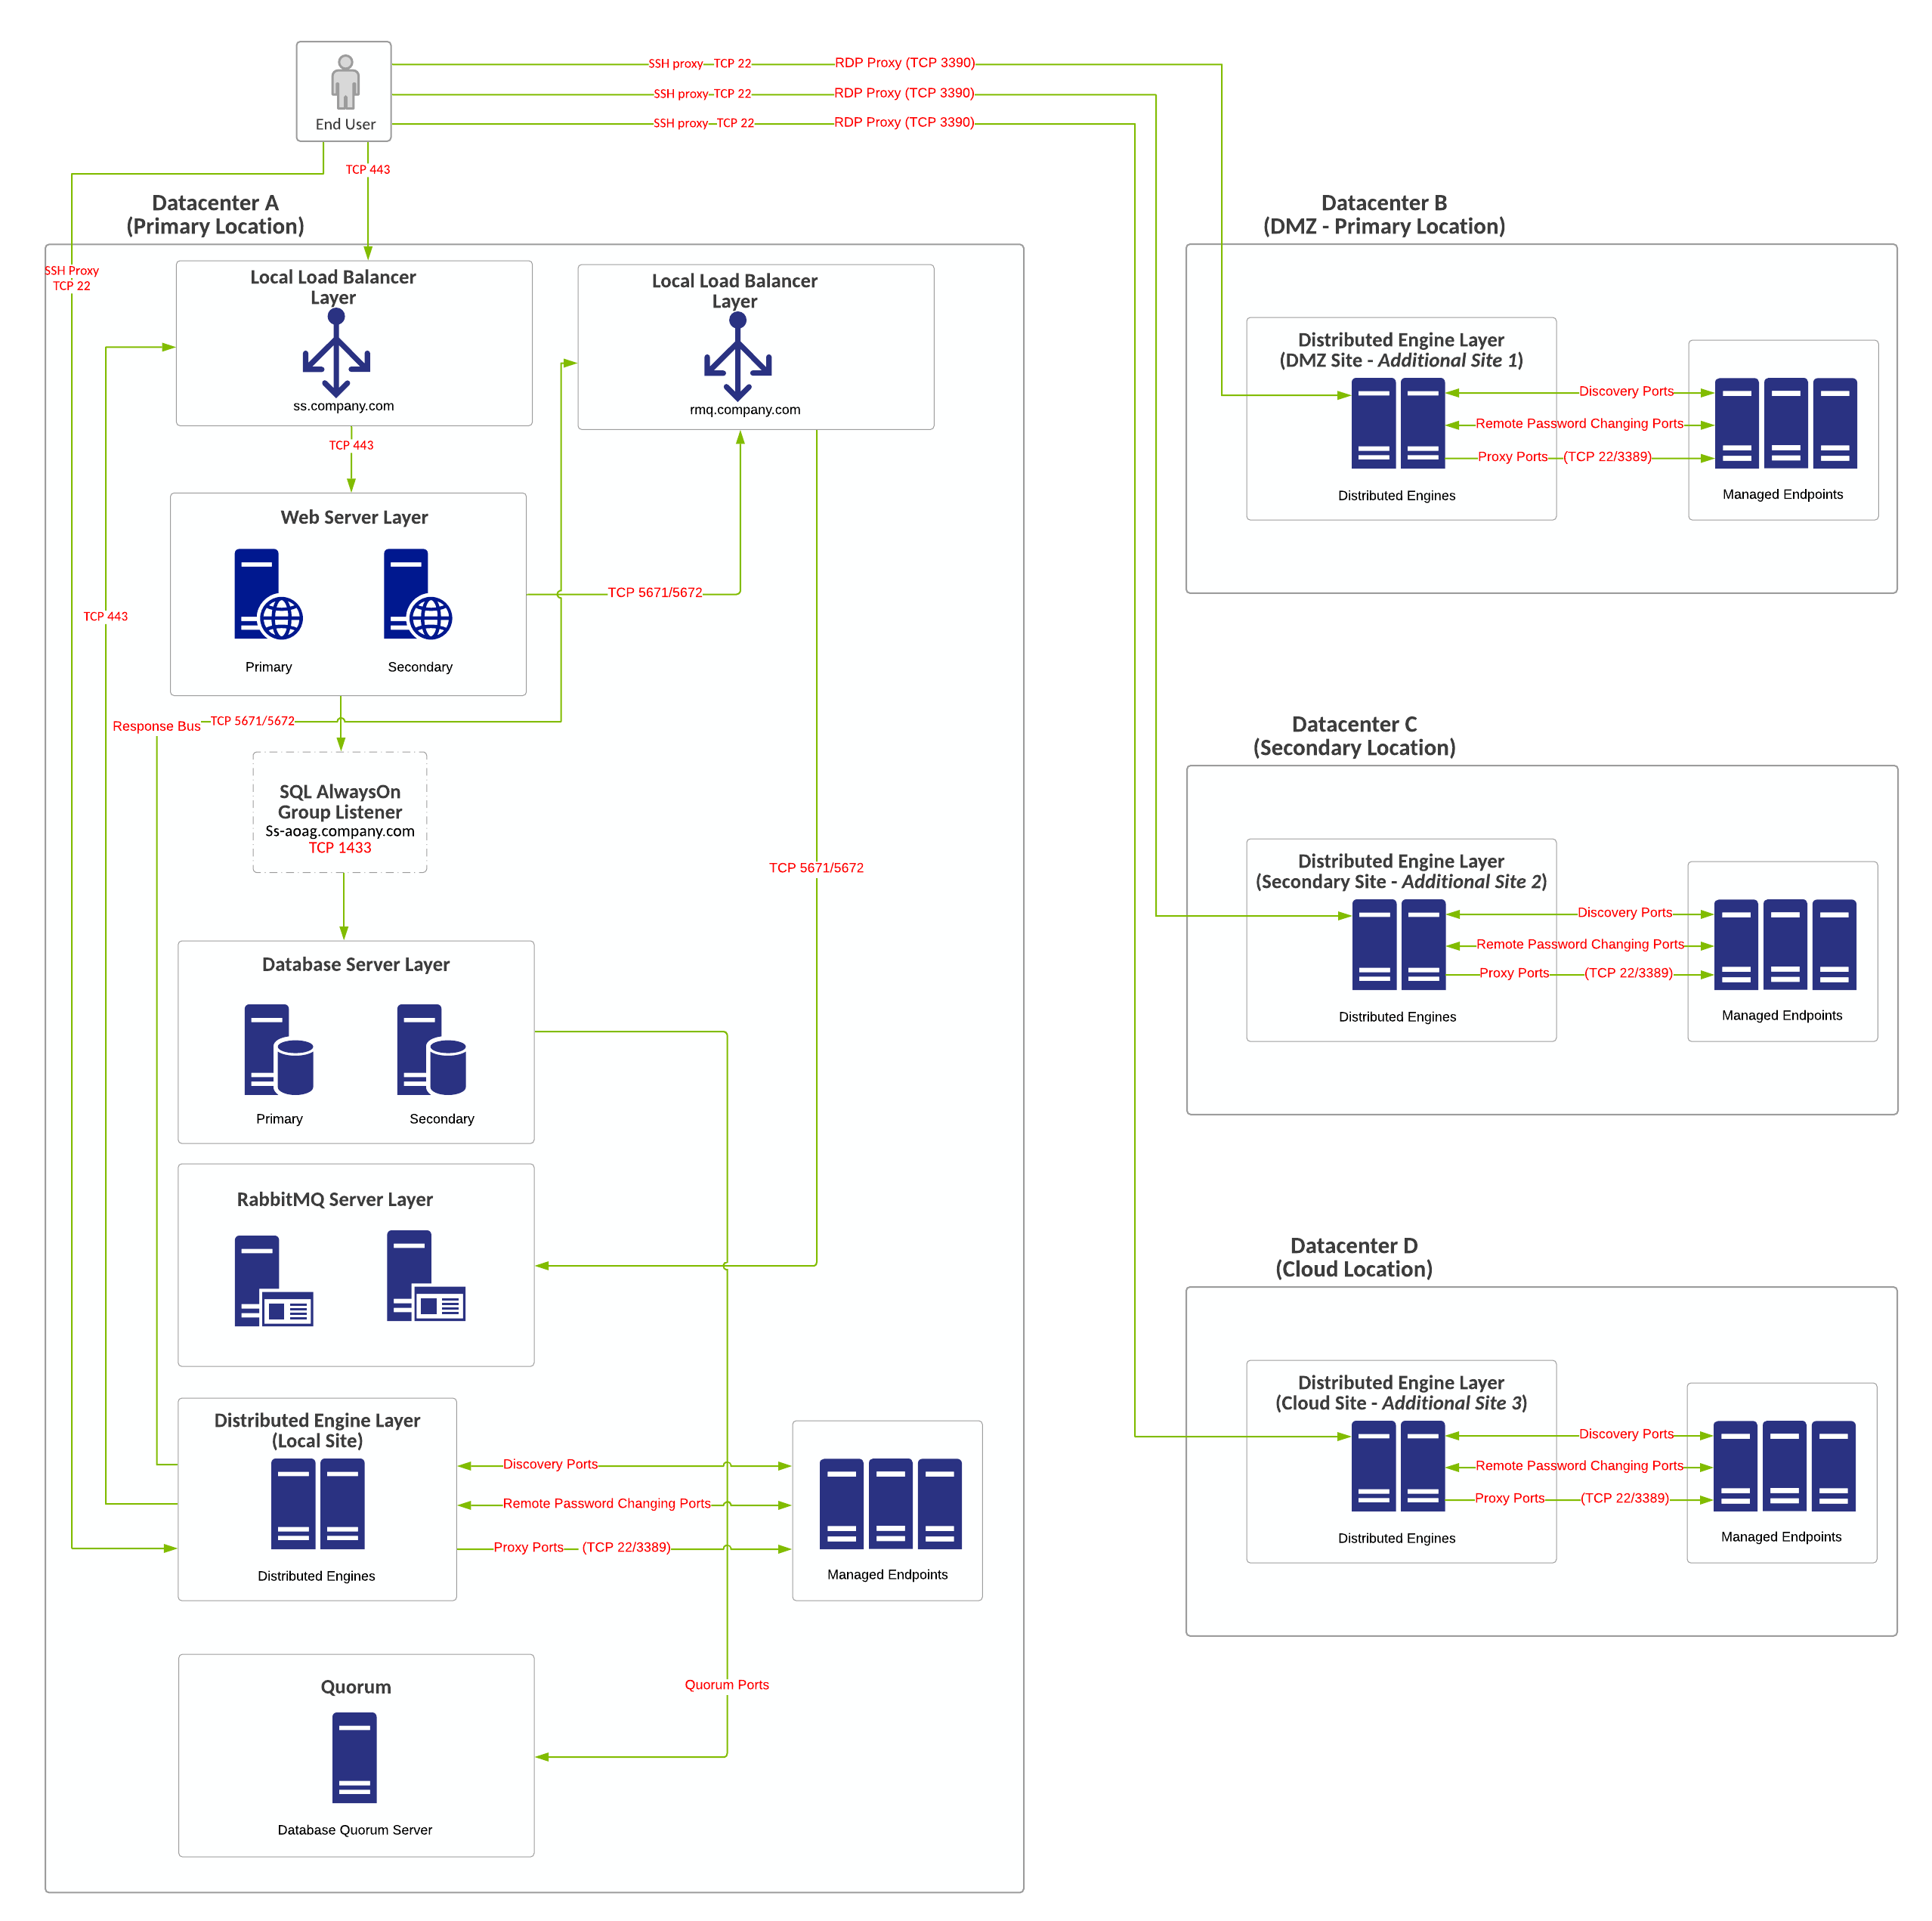 SSH proxy TCP 22 RDP Proxy (TCP 3390)
SSH proxy TCP 22 RDP Proxy (TCP 3390)
SSH proxy TCP 22 RDP Proxy (TCP 3390)
End User
TCP 443
Datacenter A
(Primary Location)
SSH Proxy
TCP 22
Local Load Balancer
Layer
ss.company.com
Local Load Balancer
Layer
rmq.company.com
TCP 443
Web Server Layer
Primary
Secondary
TCP 5671/5672
TCP 443
Response Bus
TCP 5671/5672
SQL AlwaysOn
Group Listener
Ss-aoag.company.com
TCP 1433
TCP 5671/5672
Database Server Layer
Primary
Secondary
RabbitMQ Server Layer
Distributed Engine Layer
(Local Site)
Distributed Engines
Discovery Ports
Remote Password Changing Ports
Proxy Ports (TCP 22/3389)
Managed Endpoints
Quorum Ports
Quorum
Database Quorum Server
Datacenter B
(DMZ - Primary Location)
Distributed Engine Layer
(DMZ Site - Additional Site 1)
Discovery Ports
Remote Password Changing Ports
Proxy Ports (TCP 22/3389)
Distributed Engines
Managed Endpoints
Datacenter C
(Secondary Location)
Distributed Engine Layer
(Secondary Site - Additional Site 2)
Discovery Ports
Remote Password Changing Ports
Proxy Ports (TCP 22/3389)
Distributed Engines
Managed Endpoints
Datacenter D
(Cloud Location)
Distributed Engine Layer
(Cloud Site - Additional Site 3)
Discovery Ports
Remote Password Changing Ports
Proxy Ports (TCP 22/3389)
Distributed Engines
Managed Endpoints